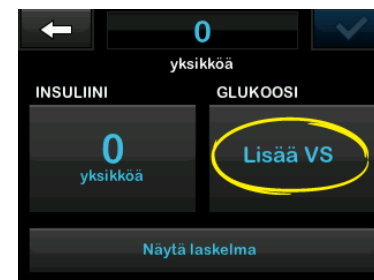 0
yksikköä
INSULIINI
GLUKOOSI
0
yksikköä
Lisää VS
Näytä laskelma